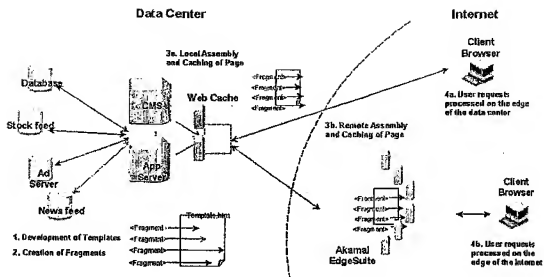 Data Center
Internet
3a. Local Assembly
and Caching of Page
<Fragment>
<Fragment>
<Fragment>
<Fragment>
Client
Browser
4a. User requests
processed on the edge
of the data center
Database
CMS
Web Cache
Stock feed
App
Server
Ad
Server
News feed
3b. Remote Assembly
and Caching of Page
<Fragment>
<Fragment>
<Fragment>
<Fragment>
Akamai
EdgeSuite
Client
Browser
4b. User requests
processed on the
edge of the Internet
1. Development of Templates
2. Creation of Fragments
Template.htm
<Fragment>
<Fragment>
<Fragment>
<Fragment>